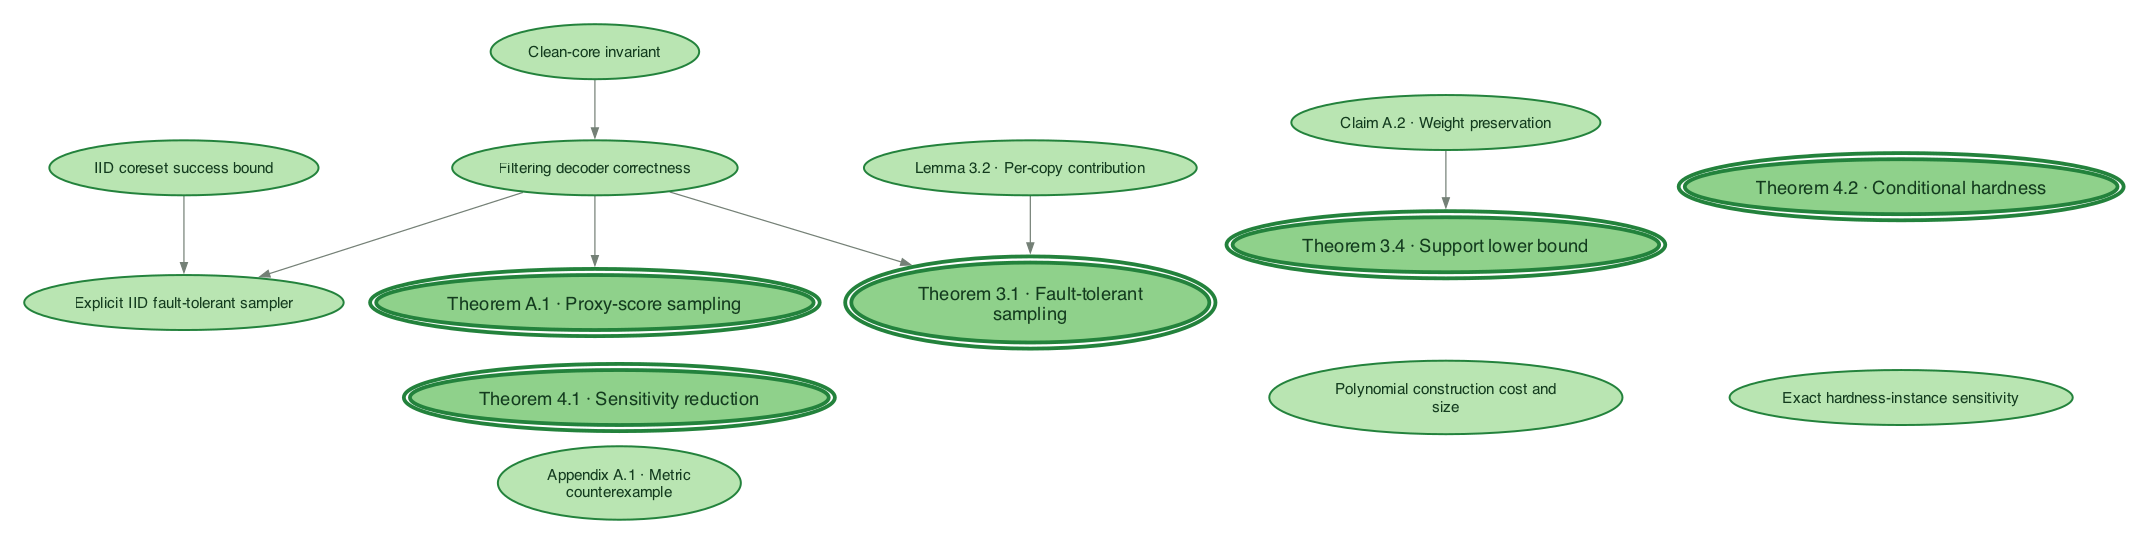 Clean-core invariant
Claim A.2 · Weight preservation
IID coreset success bound
Filtering decoder correctness
Lemma 3.2 · Per-copy contribution
Theorem 4.2 · Conditional hardness
Theorem 3.4 · Support lower bound
Explicit IID fault-tolerant sampler
Theorem A.1 · Proxy-score sampling
Theorem 3.1 · Fault-tolerant
sampling
Theorem 4.1 · Sensitivity reduction
Polynomial construction cost and
size
Exact hardness-instance sensitivity
Appendix A.1 · Metric
counterexample